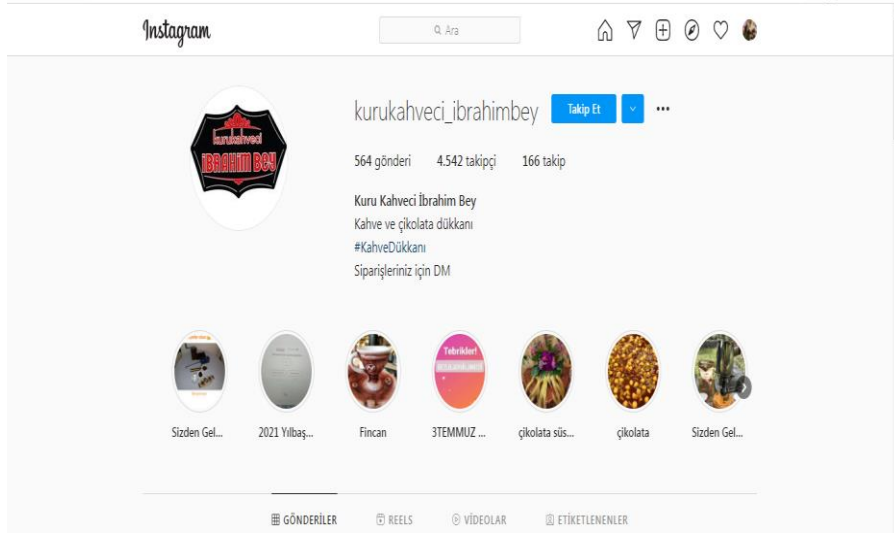 Instagram
Ara
kurukahveci
İBRAHİM BEY
kurukahveci_ibrahimbey Takip Et
564 gönderi 4.542 takipçi 166 takip
Kuru Kahveci İbrahim Bey
Kahve ve çikolata dükkanı
#KahveDükkanı
Siparişleriniz için DM
Tebrikler!
Sizden Gel... 2021 Yılbaş... Fincan 3TEMMUZ ... çikolata süs... çikolata Sizden Gel...
GÖNDERİLER REELS VİDEOLAR ETİKETLENENLER